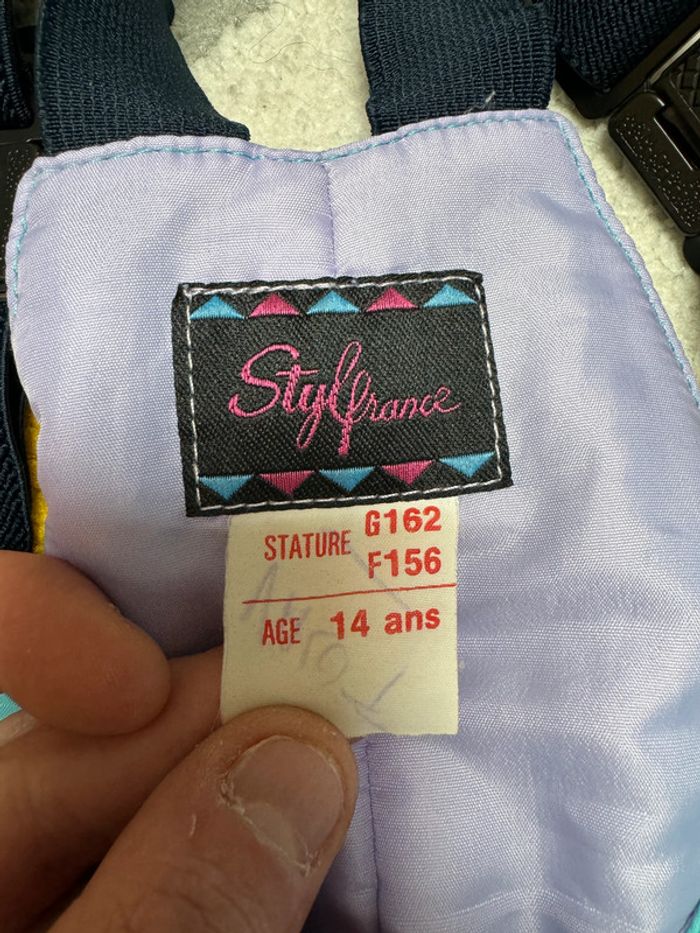 Stylfrance
STATURE G162
F156
AGE 14 ans